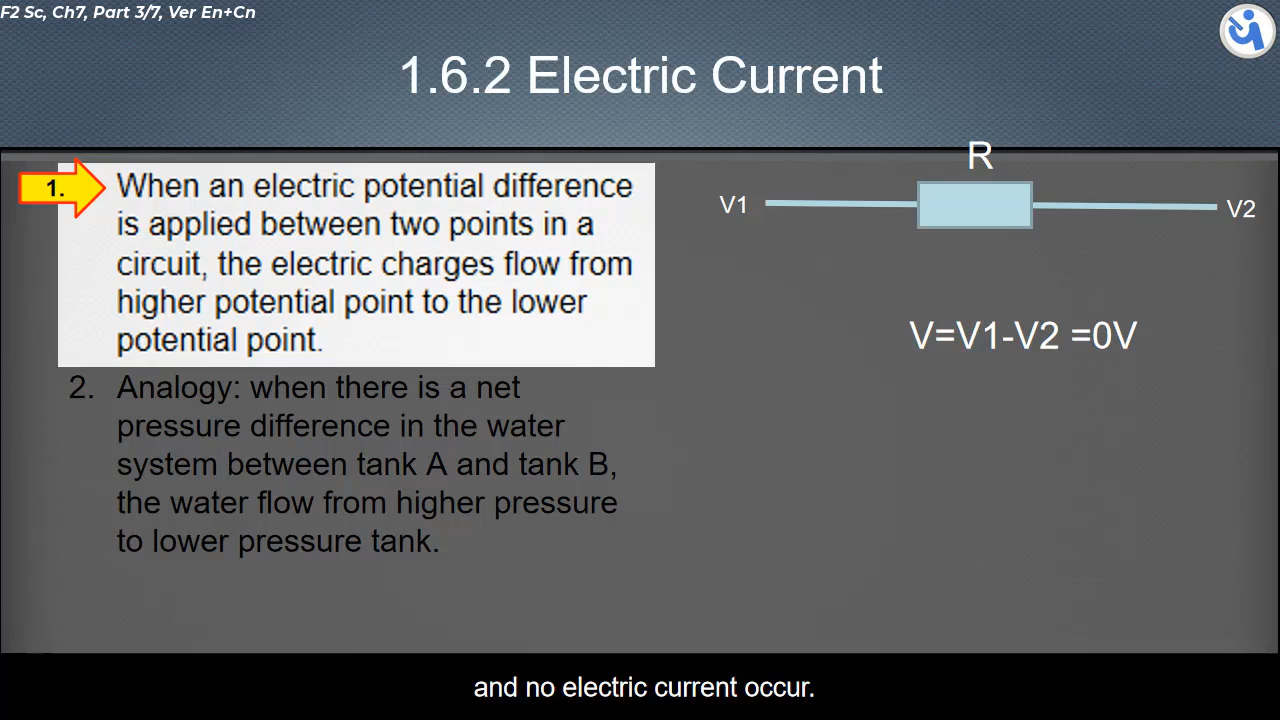 F2 Sc, Ch7, Part 3/7, Ver En+Cn
1.6.2 Electric Current
1.
When an electric potential difference
is applied between two points in a
circuit, the electric charges flow from
higher potential point to the lower
potential point.
2. Analogy: when there is a net
pressure difference in the water
system between tank A and tank B,
the water flow from higher pressure
to lower pressure tank.
R
V1
V2
V=V1-V2 =0V
and no electric current occur.